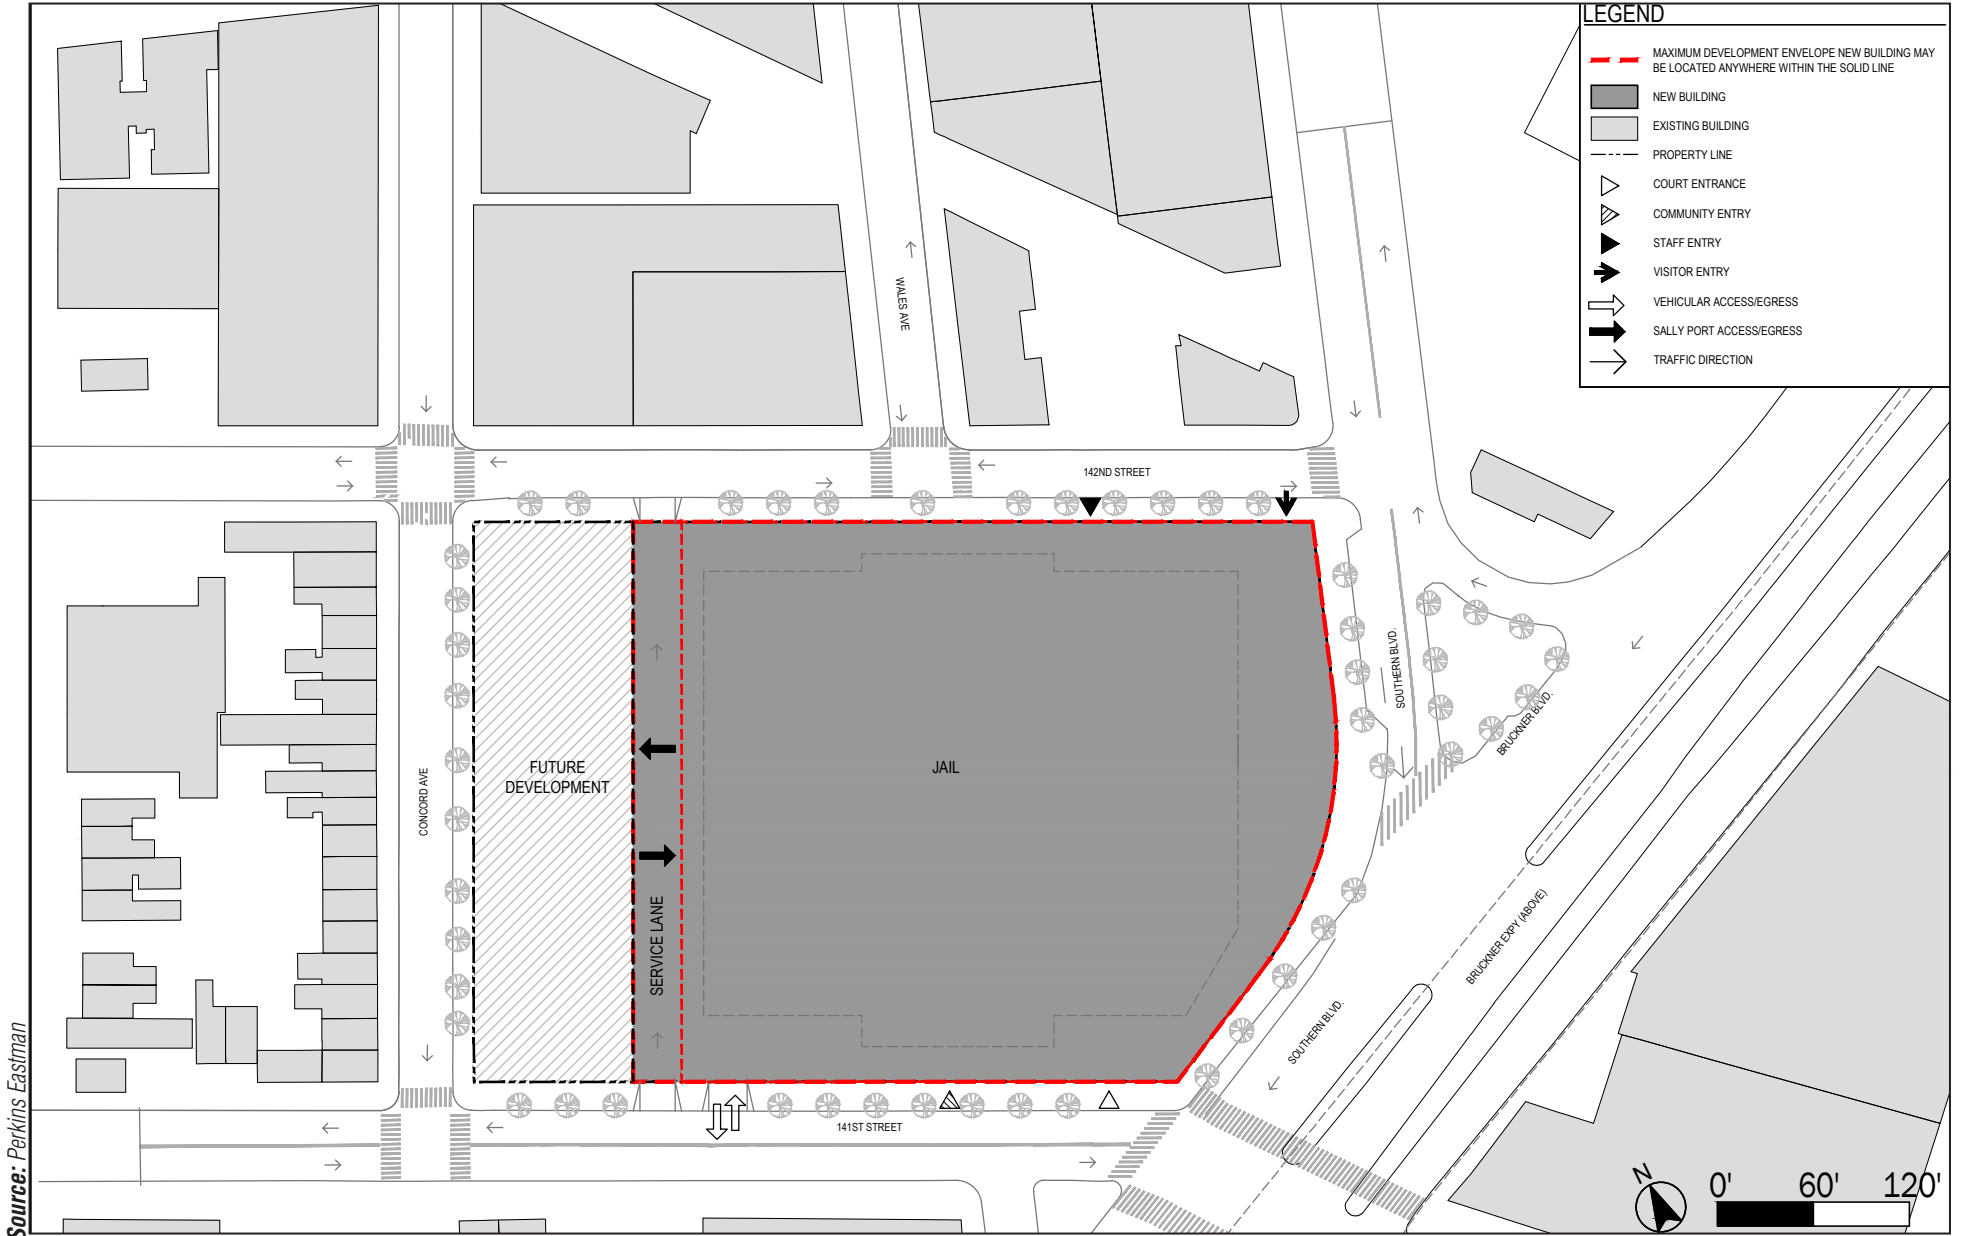 LEGEND
MAXIMUM DEVELOPMENT ENVELOPE NEW BUILDING MAY
BE LOCATED ANYWHERE WITHIN THE SOLID LINE
NEW BUILDING
EXISTING BUILDING
PROPERTY LINE
COURT ENTRANCE
COMMUNITY ENTRY
STAFF ENTRY
VISITOR ENTRY
VEHICULAR ACCESS/EGRESS
SALLY PORT ACCESS/EGRESS
TRAFFIC DIRECTION
WALES AVE
142ND STREET
SOUTHERN BLVD.
BRUCKNER BLVD.
FUTURE
DEVELOPMENT
JAIL
CONCORD AVE
SERVICE LANE
BRUCKNER EXPY (ABOVE)
SOUTHERN BLVD.
141ST STREET
N
0' 60' 120'
Source: Perkins Eastman